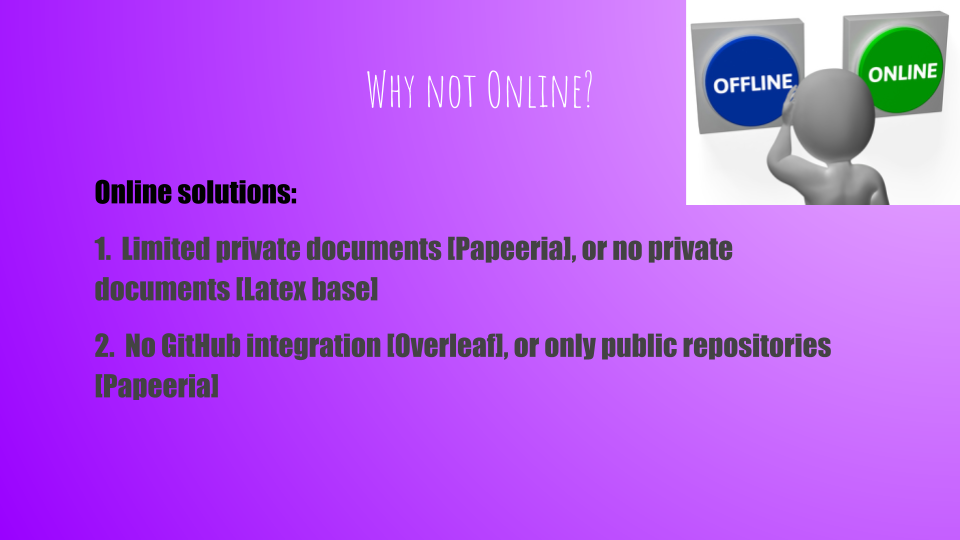 OFFLINE
ONLINE
Why not Online?
Online solutions:
1. Limited private documents [Papeeria], or no private
documents [Latex base]
2. No GitHub integration [Overleaf], or only public repositories
[Papeeria]